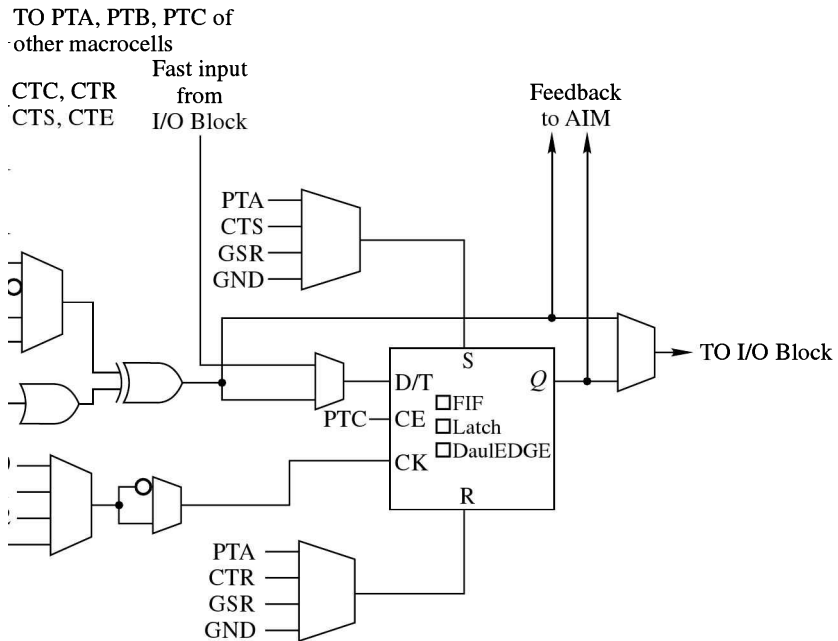 TO PTA, PTB, PTC of
other macrocells
Fast input
from
I/O Block
CTC, CTR
CTS, CTE
Feedback
to AIM
PTA
CTS
GSR
GND
TO I/O Block
S
D/T
Q
FIF
PTC
CE
Latch
DaulEDGE
CK
R
PTA
CTR
GSR
GND